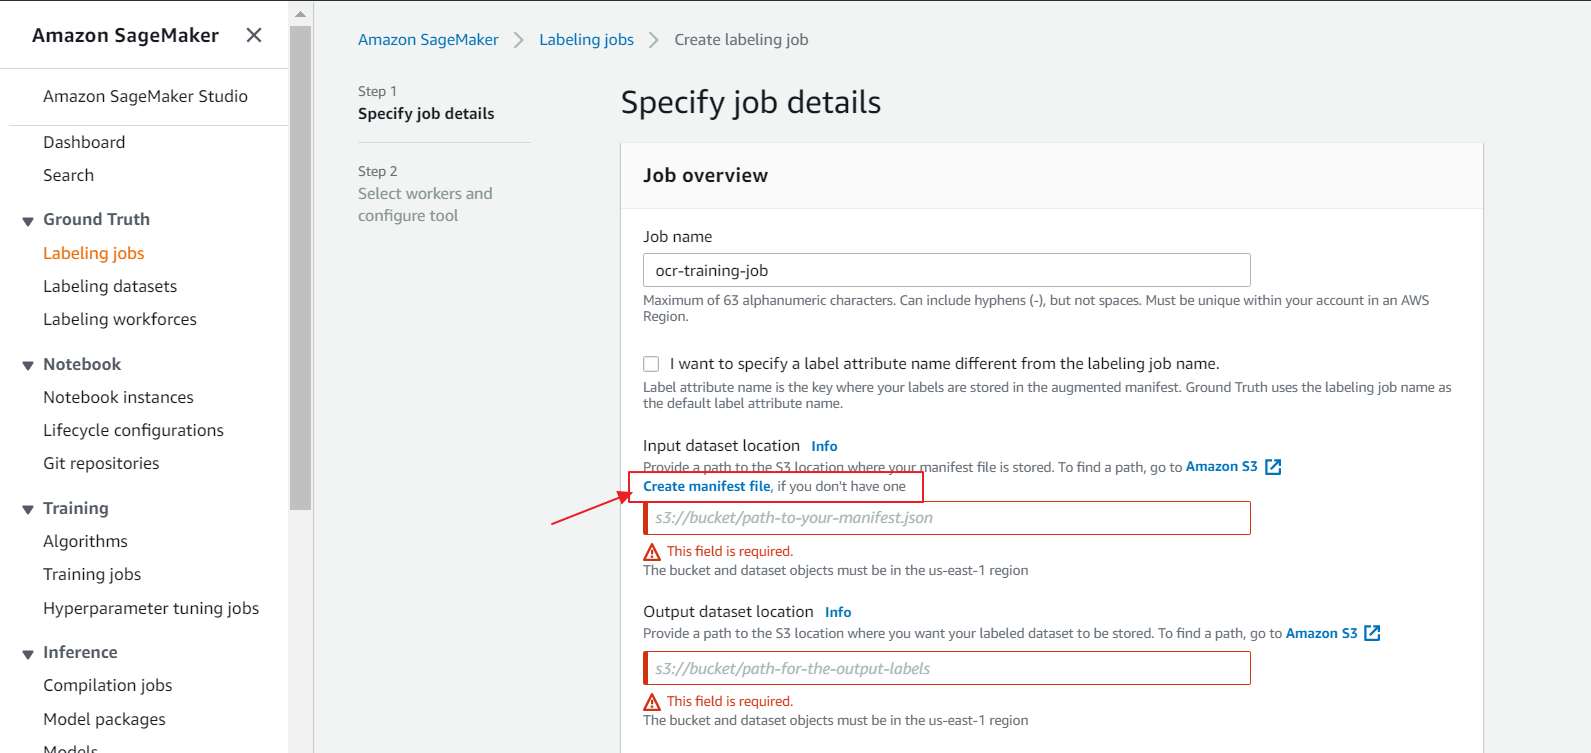 Amazon SageMaker
Amazon SageMaker Studio
Dashboard
Search
Ground Truth
Labeling jobs
Labeling datasets
Labeling workforces
Notebook
Notebook instances
Lifecycle configurations
Git repositories
Training
Algorithms
Training jobs
Hyperparameter tuning jobs
Inference
Compilation jobs
Model packages
Models
Amazon SageMaker > Labeling jobs > Create labeling job
Step 1
Specify job details
Step 2
Select workers and
configure tool
Specify job details
Job overview
Job name
ocr-training-job
Maximum of 63 alphanumeric characters. Can include hyphens (-), but not spaces. Must be unique within your account in an AWS
Region.
I want to specify a label attribute name different from the labeling job name.
Label attribute name is the key where your labels are stored in the augmented manifest. Ground Truth uses the labeling job name as
the default label attribute name.
Input dataset location Info
Provide a path to the S3 location where your manifest file is stored. To find a path, go to Amazon S3
Create manifest file, if you don't have one
s3://bucket/path-to-your-manifest.json
This field is required.
The bucket and dataset objects must be in the us-east-1 region
Output dataset location Info
Provide a path to the S3 location where you want your labeled dataset to be stored. To find a path, go to Amazon S3
s3://bucket/path-for-the-output-labels
This field is required.
The bucket and dataset objects must be in the us-east-1 region